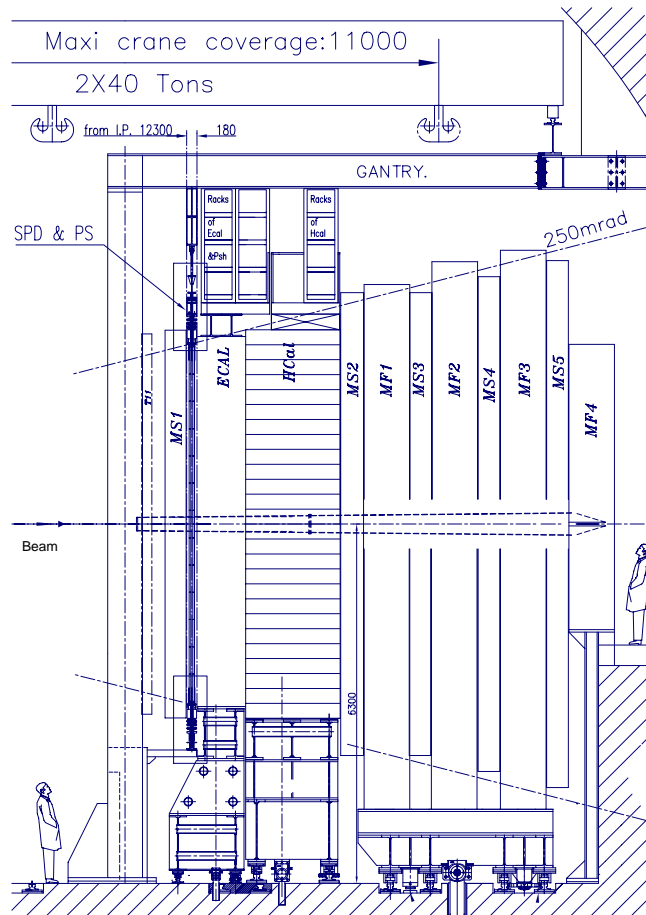 Maxi crane coverage:11000
2X40 Tons
from I.P. 12300
180
GANTRY.
Racks
of
Ecal
&Psh
Racks
of
Hcal
SPD & PS
250mrad
MS1
ECAL
HCal
MS2
MF1
MS3
MF2
MS4
MF3
MS5
MF4
Beam
6300